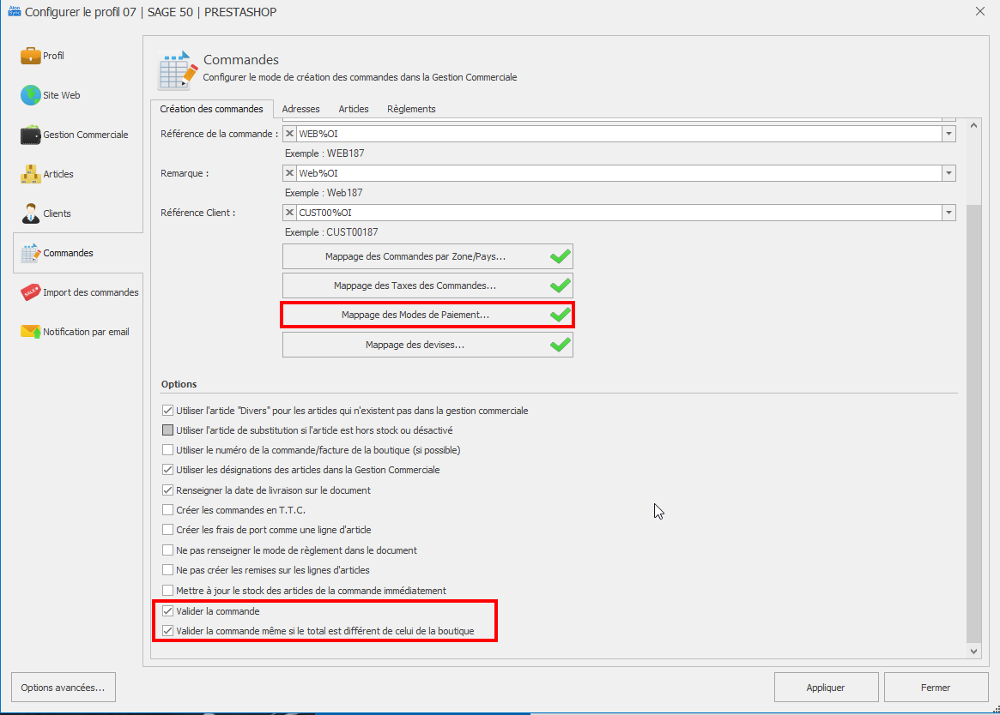 Atoo Sync
Configurer le profil 07 | SAGE 50 | PRESTASHOP
Profil
Site Web
Gestion Commerciale
Articles
Clients
Commandes
Import des commandes
SALE
Notification par email
Commandes
Configurer le mode de création des commandes dans la Gestion Commerciale
Création des commandes
Adresses
Articles
Règlements
Référence de la commande :
WEB%OI
Exemple : WEB187
Remarque :
Web%OI
Exemple : Web187
Référence Client :
CUST00%OI
Exemple : CUST00187
Mappage des Commandes par Zone/Pays...
Mappage des Taxes des Commandes...
Mappage des Modes de Paiement...
Mappage des devises...
Options
Utiliser l'article "Divers" pour les articles qui n'existent pas dans la gestion commerciale
Utiliser l'article de substitution si l'article est hors stock ou désactivé
Utiliser le numéro de la commande/facture de la boutique (si possible)
Utiliser les désignations des articles dans la Gestion Commerciale
Renseigner la date de livraison sur le document
Créer les commandes en T.T.C.
Créer les frais de port comme une ligne d'article
Ne pas renseigner le mode de règlement dans le document
Ne pas créer les remises sur les lignes d'articles
Mettre à jour le stock des articles de la commande immédiatement
Valider la commande
Valider la commande même si le total est différent de celui de la boutique
Options avancées...
Appliquer
Fermer